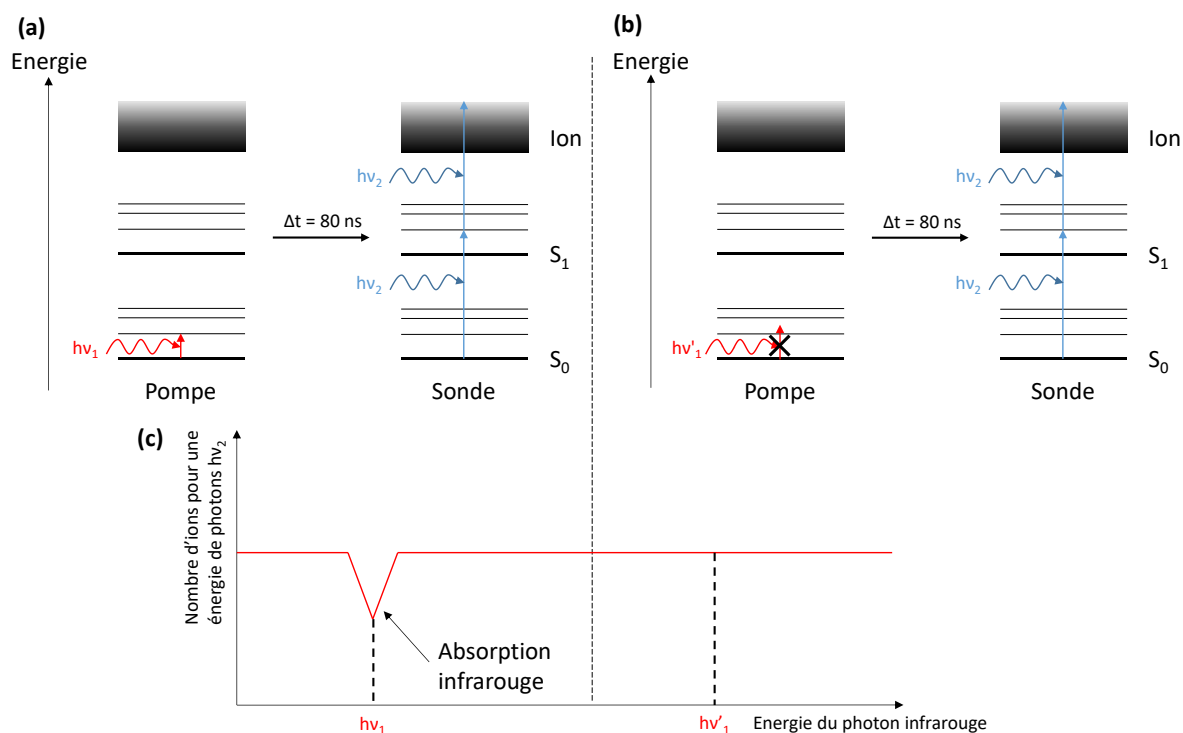 (a)
Energie
Ion
hν₂
Δt = 80 ns
S₁
hν₂
hν₁
S₀
Pompe
Sonde
(b)
Energie
Ion
hν₂
Δt = 80 ns
S₁
hν₂
hν'₁
S₀
Pompe
Sonde
(c)
Nombre d'ions pour une
énergie de photons hν₂
Absorption
infrarouge
hν₁
hν’₁
Energie du photon infrarouge